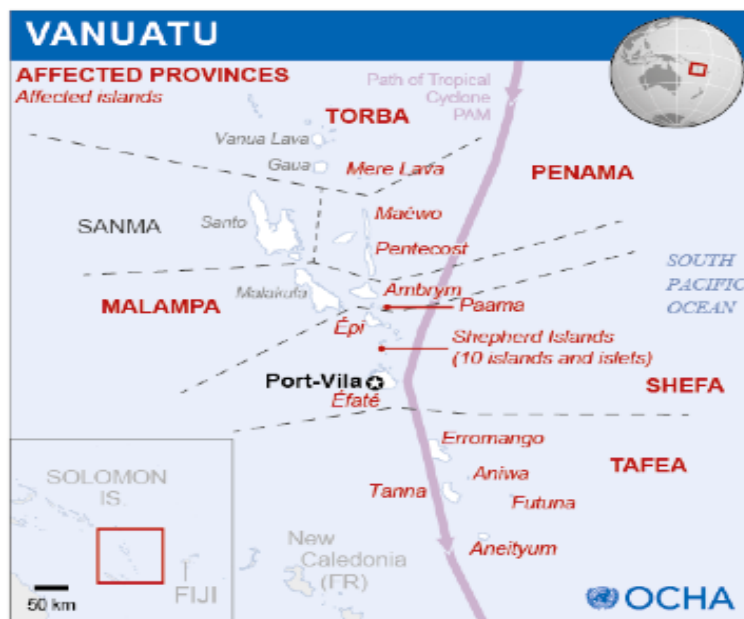 VANUATU
AFFECTED PROVINCES
Affected islands
Path of Tropical
Cyclone
PAM
TORBA
Vanua Lava
Gaua
Mere Lava
PENAMA
SANMA
Santo
Maéwo
Pentecost
SOUTH
PACIFIC
OCEAN
MALAMPA
Malakula
Ambrym
Paama
Épi
Shepherd Islands
(10 islands and islets)
Port-Vila
Éfaté
SHEFA
Erromango
TAFEA
Aniwa
Tanna
Futuna
Aneityum
SOLOMON
IS.
FIJI
50 km
New
Caledonia
(FR)
OCHA